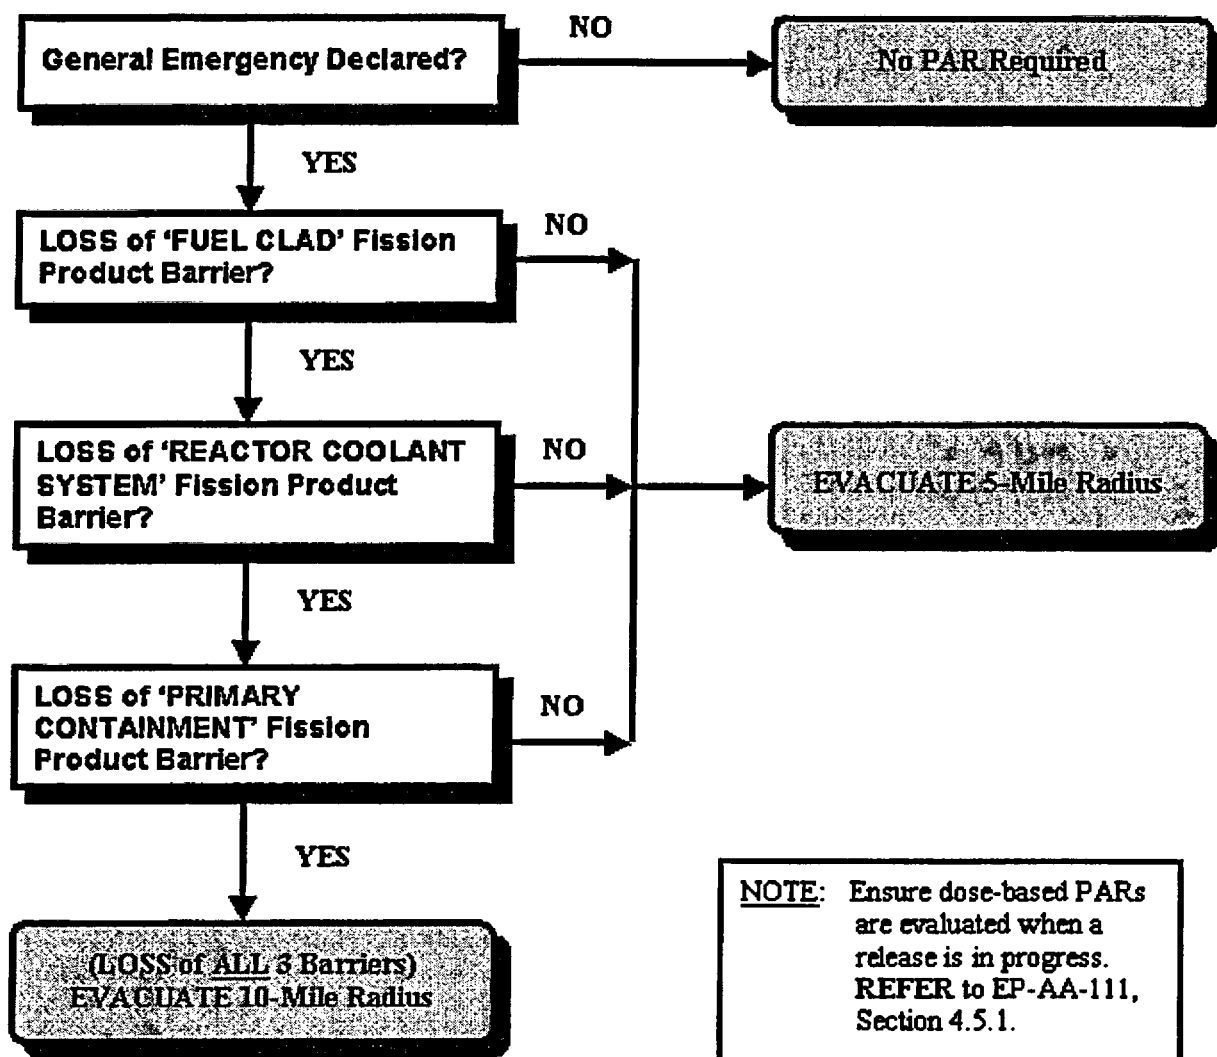 General Emergency Declared?
NO
No PAR Required
YES
LOSS of ‘FUEL CLAD’ Fission
Product Barrier?
NO
YES
LOSS of ‘REACTOR COOLANT
SYSTEM’ Fission Product
Barrier?
NO
EVACUATE 5-Mile Radius
YES
LOSS of ‘PRIMARY
CONTAINMENT’ Fission
Product Barrier?
NO
YES
(LOSS of ALL 3 Barriers)
EVACUATE 10-Mile Radius
NOTE: Ensure dose-based PARs
are evaluated when a
release is in progress.
REFER to EP-AA-111,
Section 4.5.1.